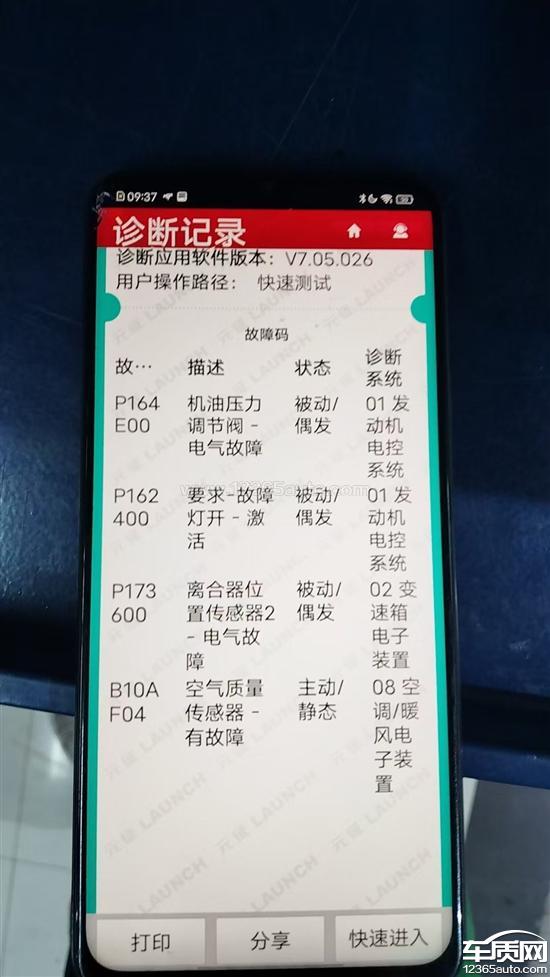 09:37
诊断记录
诊断应用软件版本: V7.05.026
用户操作路径: 快速测试
故障码
故… 描述 状态 诊断
系统
P164 机油压力 被动/ 01 发
E00 调节阀 - 偶发 动机
电气故障 电控
系统
P162 要求-故障 被动/ 01 发
400 灯开 - 激 偶发 动机
活 电控
系统
P173 离合器位 被动/ 02 变
600 置传感器2 偶发 速箱
- 电气故 电子
障 装置
B10A 空气质量 主动/ 08 空
F04 传感器 - 静态 调/暖
有故障 风电
子装
置
打印 分享 快速进入
元征 LAUNCH
www.12365auto.com
车质网
12365auto.com